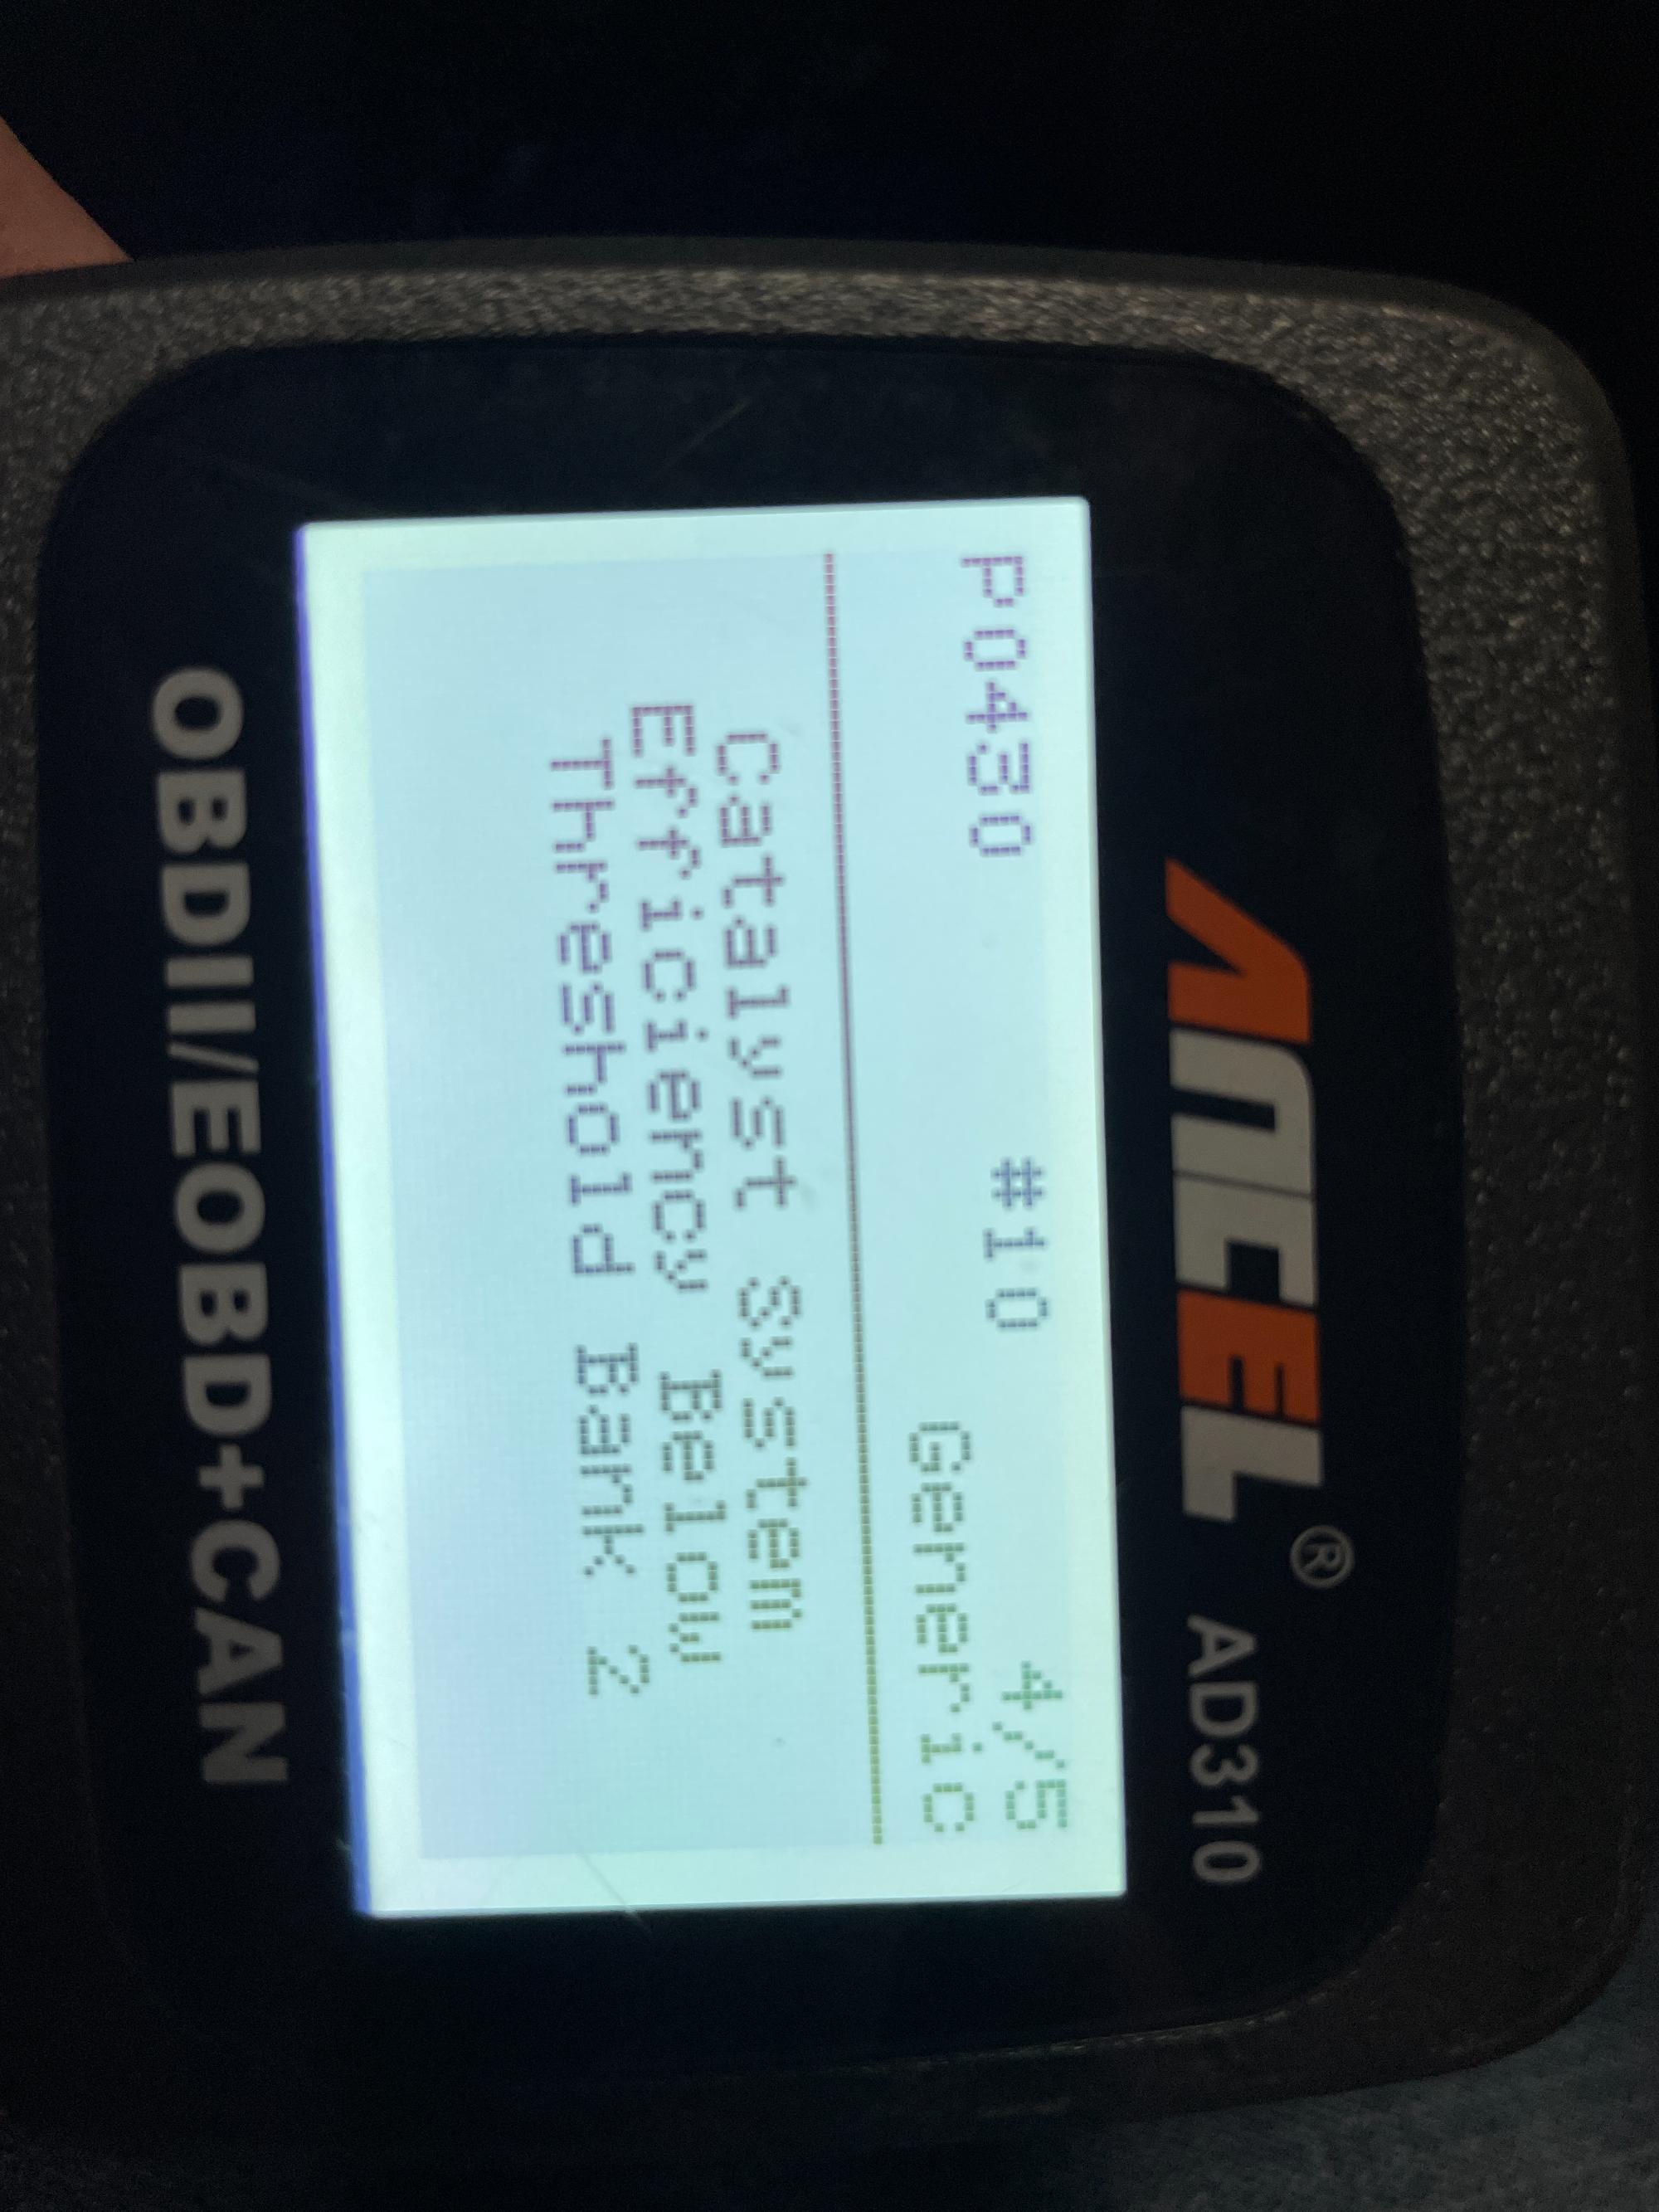 ANCEL® AD310
P0430 #10 4/5
Generic
Catalyst System
Efficiency Below
Threshold Bank 2
OBDII/EOBD+CAN